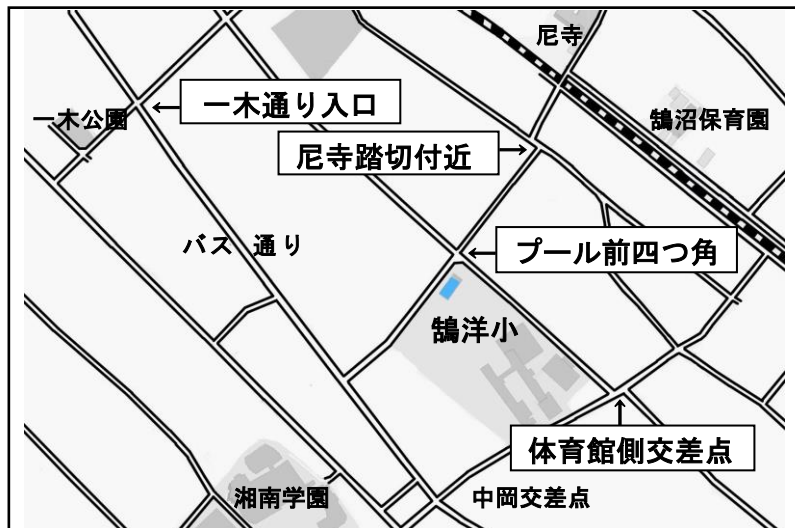 尼寺
一木通り入口
一木公園
鵠沼保育園
尼寺踏切付近
バス 通り
プール前四つ角
鵠洋小
体育館側交差点
湘南学園
中岡交差点